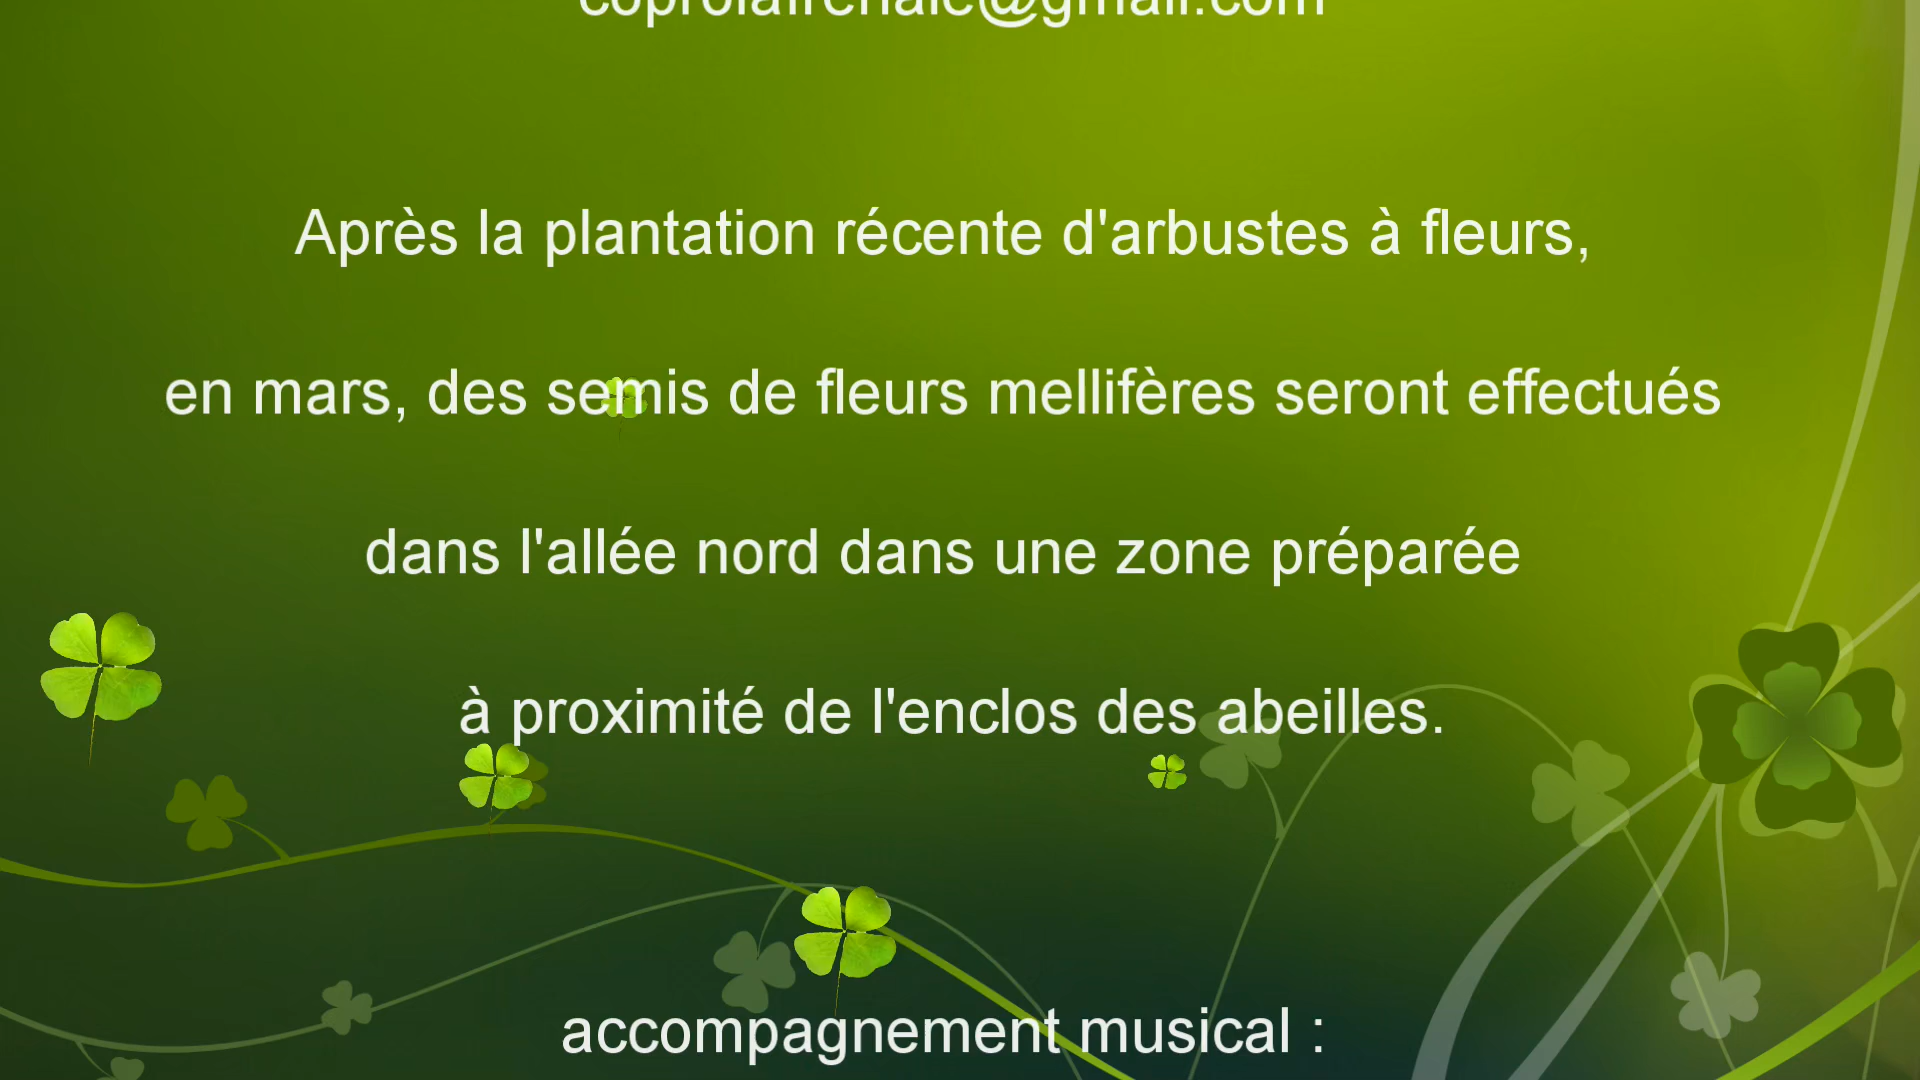 Après la plantation récente d'arbustes à fleurs,
en mars, des semis de fleurs mellifères seront effectués
dans l'allée nord dans une zone préparée
à proximité de l'enclos des abeilles.
accompagnement musical :